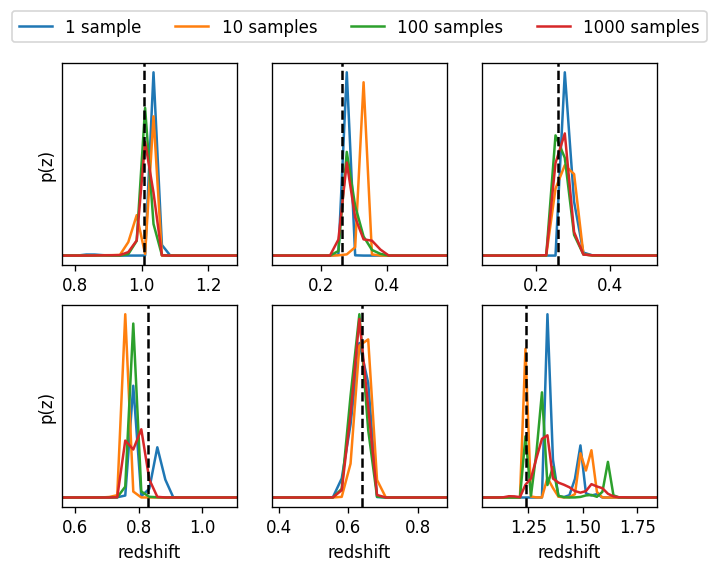 1 sample 10 samples 100 samples 1000 samples
p(z)
0.8 1.0 1.2 0.2 0.4 0.2 0.4
p(z)
0.6 0.8 1.0 0.4 0.6 0.8 1.25 1.50 1.75
redshift redshift redshift